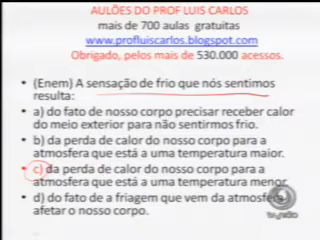 AULÕES DO PROF LUIS CARLOS
mais de 700 aulas gratuitas
www.profluiscarlos.blogspot.com
Obrigado, pelos mais de 530.000 acessos.
• (Enem) A sensação de frio que nós sentimos
resulta:
• a) do fato de nosso corpo precisar receber calor
do meio exterior para não sentirmos frio.
• b) da perda de calor do nosso corpo para a
atmosfera que está a uma temperatura maior.
• c) da perda de calor do nosso corpo para a
atmosfera que está a uma temperatura menor
• d) do fato de a friagem que vem da atmosfera
afetar o nosso corpo.